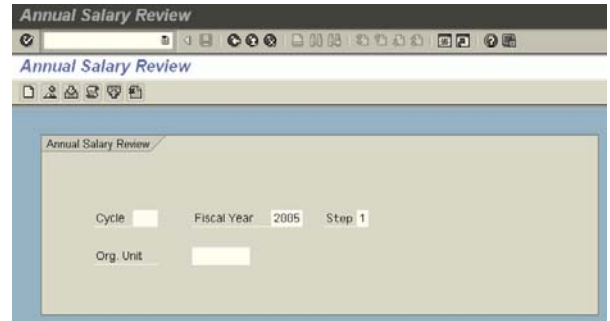 Annual Salary Review
Annual Salary Review
Annual Salary Review
Cycle Fiscal Year 2005 Step 1
Org. Unit